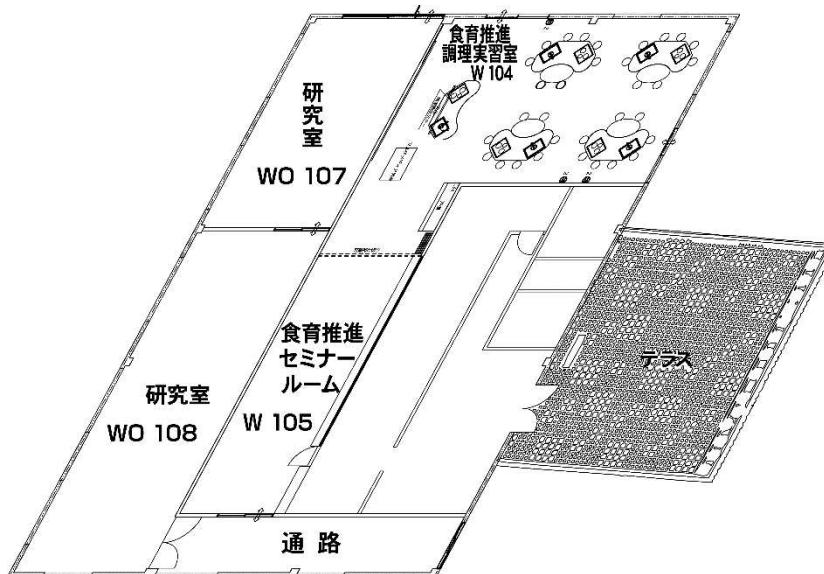 食育推進
調理実習室
W 104
研究室
WO 107
食育推進
セミナー
ルーム
W 105
研究室
WO 108
テラス
通 路